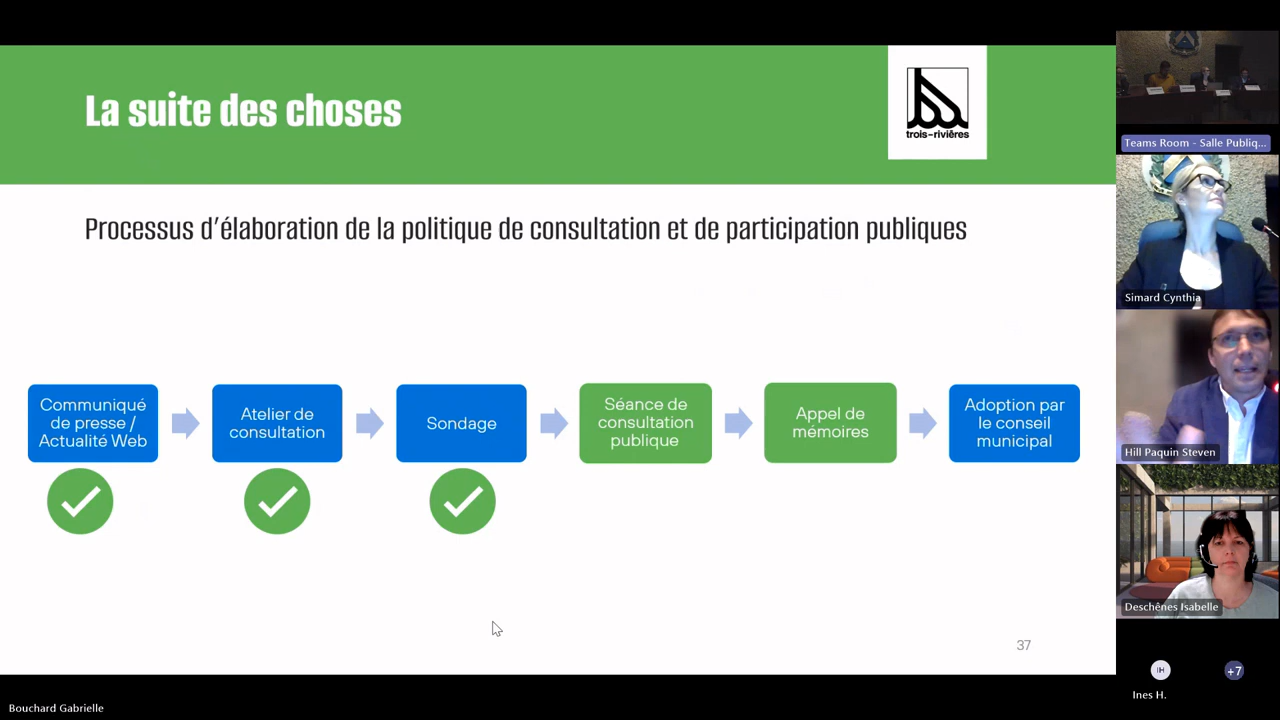 La suite des choses
trois-rivières
Processus d'élaboration de la politique de consultation et de participation publiques
Communiqué
de presse /
Actualité Web
Atelier de
consultation
Sondage
Séance de
consultation
publique
Appel de
mémoires
Adoption par
le conseil
municipal
37
Teams Room - Salle Publiq...
Simard Cynthia
Hill Paquin Steven
Deschênes Isabelle
IH
+7
Ines H.
Bouchard Gabrielle